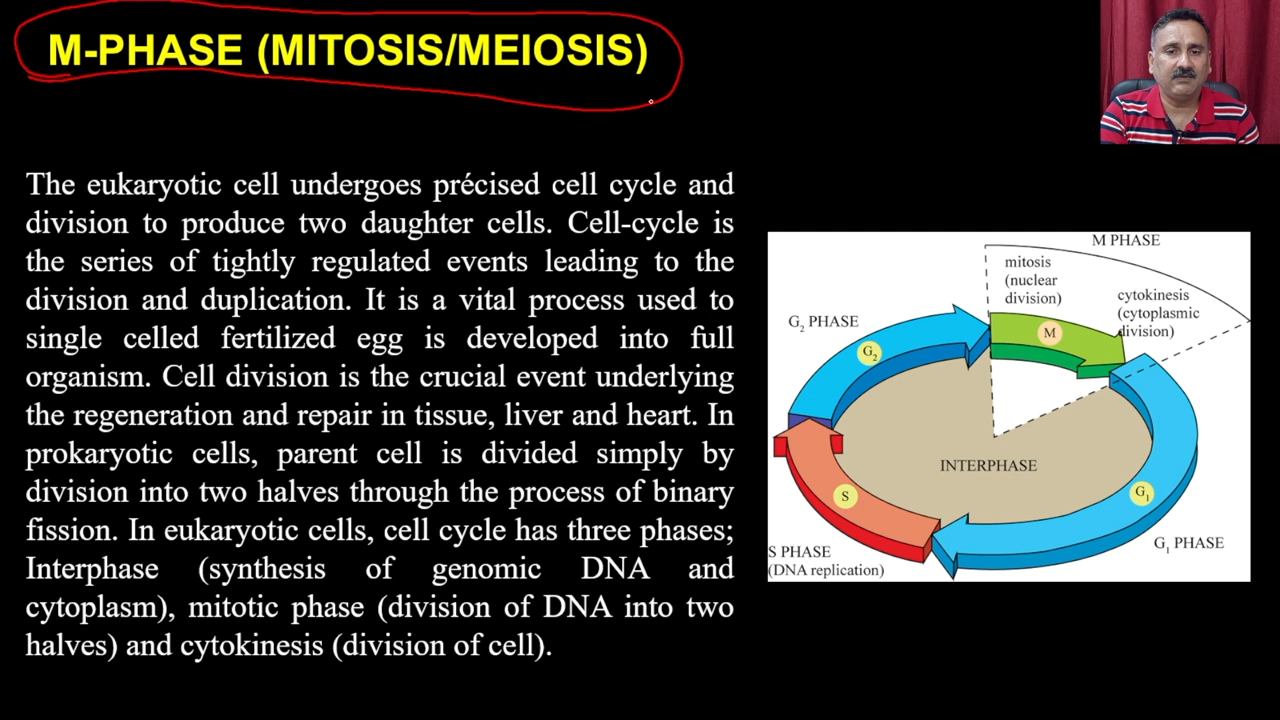 M-PHASE (MITOSIS/MEIOSIS)
The eukaryotic cell undergoes précised cell cycle and
division to produce two daughter cells. Cell-cycle is
the series of tightly regulated events leading to the
division and duplication. It is a vital process used to
single celled fertilized egg is developed into full
organism. Cell division is the crucial event underlying
the regeneration and repair in tissue, liver and heart. In
prokaryotic cells, parent cell is divided simply by
division into two halves through the process of binary
fission. In eukaryotic cells, cell cycle has three phases;
Interphase (synthesis of genomic DNA and
cytoplasm), mitotic phase (division of DNA into two
halves) and cytokinesis (division of cell).
M PHASE
mitosis
(nuclear
division)
cytokinesis
(cytoplasmic
division)
G₂ PHASE
M
G₂
INTERPHASE
S
G₁
G₁ PHASE
S PHASE
(DNA replication)